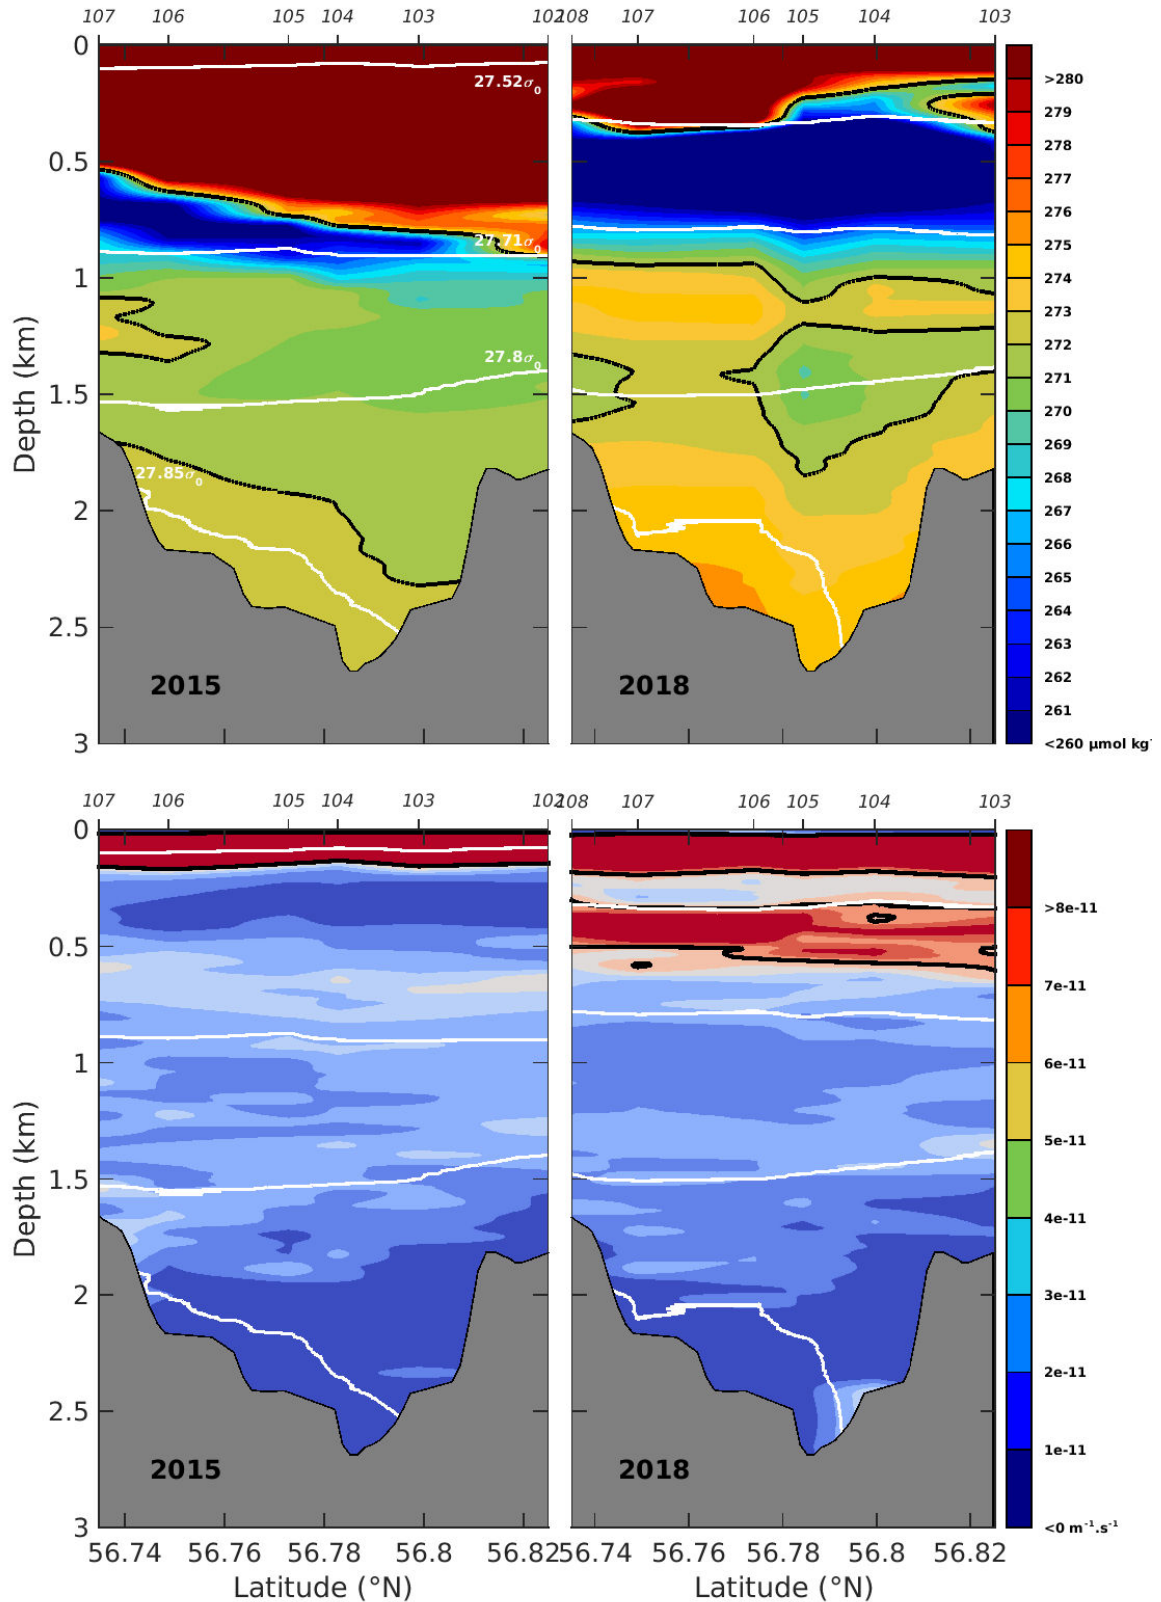 107 106 105 104 103 102 108 107 106 105 104 103
0
0.5
1
1.5
2
2.5
3
Depth (km)
27.52σ0
27.71σ0
27.8σ0
27.85σ0
2015
2018
>280
279
278
277
276
275
274
273
272
271
270
269
268
267
266
265
264
263
262
261
<260 μmol kg⁻
107 106 105 104 103 102 108 107 106 105 104 103
0
0.5
1
1.5
2
2.5
3
Depth (km)
2015
2018
>8e-11
7e-11
6e-11
5e-11
4e-11
3e-11
2e-11
1e-11
<0 m⁻¹.s⁻¹
56.74 56.76 56.78 56.8 56.82 56.74 56.76 56.78 56.8 56.82
Latitude (°N) Latitude (°N)